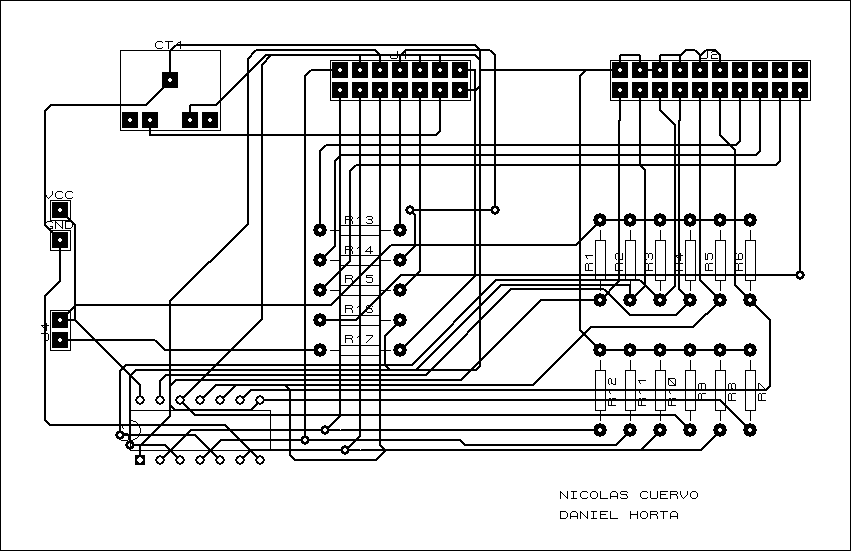 CT1
J1
J2
VCC
GND
J4
R13
R14
R15
R16
R17
R1
R2
R3
R4
R5
R6
R12
R11
R10
R9
R8
R7
NICOLAS CUERVO
DANIEL HORTA